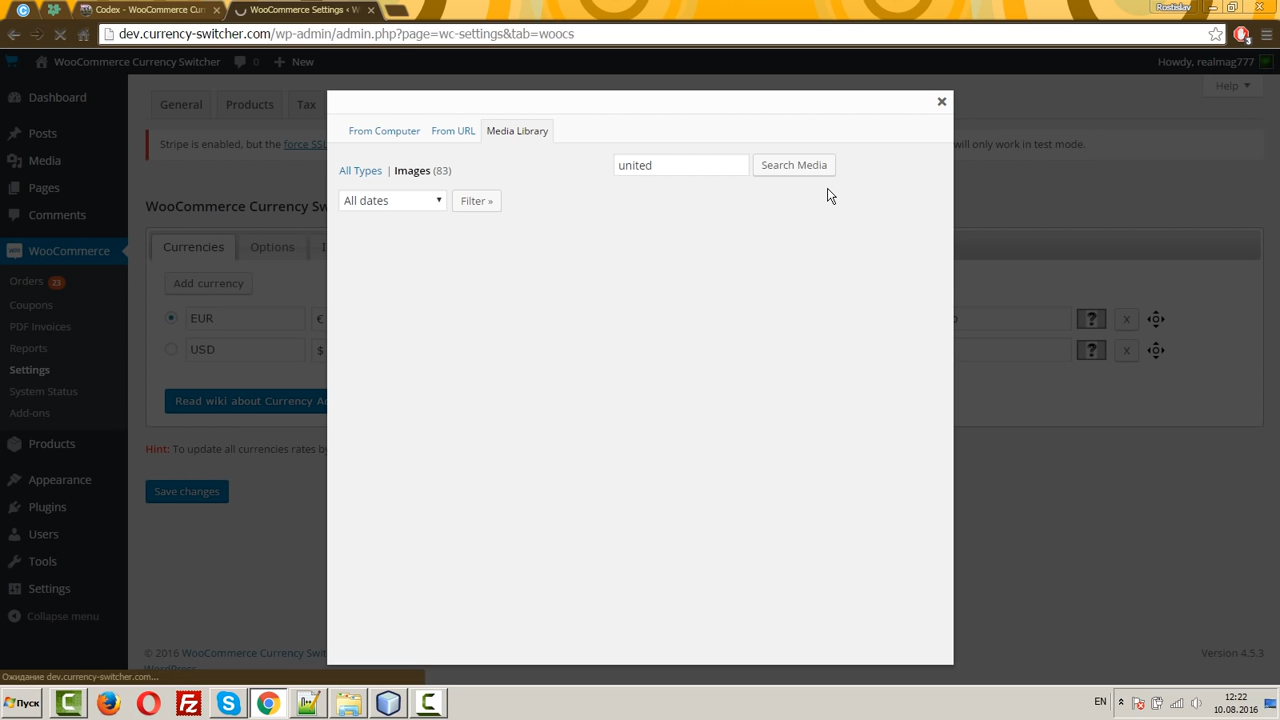 Codex - WooCommerce Curren
WooCommerce Settings ‹ W
Rostislav
dev.currency-switcher.com/wp-admin/admin.php?page=wc-settings&tab=woocs
3
WooCommerce Currency Switcher
0
New
Howdy, realmag777
Dashboard
Posts
Media
Pages
Comments
WooCommerce
Orders 23
Coupons
PDF Invoices
Reports
Settings
System Status
Add-ons
Products
Appearance
Plugins
Users
Tools
Settings
Collapse menu
Help
General
Products
Tax
Stripe is enabled, but the force SS
will only work in test mode.
WooCommerce Currency Sw
Currencies
Options
Add currency
EUR
€
?
x
USD
$
?
x
Read wiki about Currency A
Hint: To update all currencies rates by
Save changes
From Computer
From URL
Media Library
All Types | Images (83)
united
Search Media
All dates
Filter »
© 2016 WooCommerce Currency Swit
WordPress
Version 4.5.3
Ожидание dev.currency-switcher.com...
Пуск
EN
12:22
10.08.2016